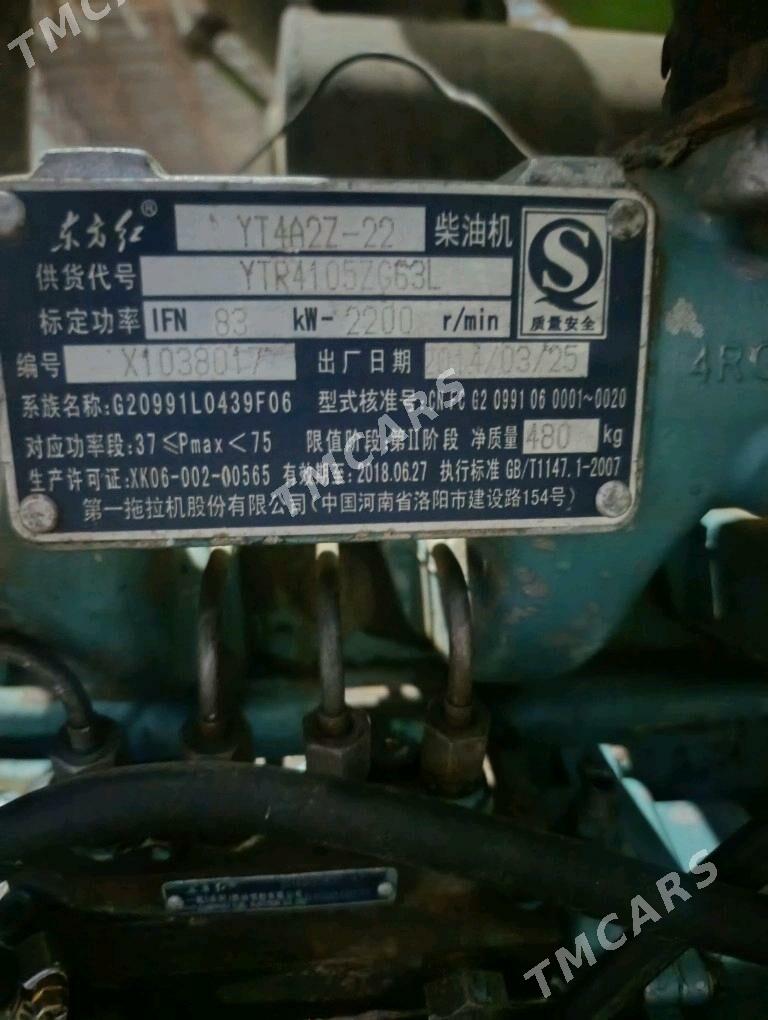 TMCARS
东方红® YT4A2Z-22 柴油机
供货代号 YTR4105ZG63L
标定功率 IFN 83 kW- 2200 r/min
质量安全
编号 X1038017 出厂日期 2014/03/25
4RC
系族名称:G20991L0439F06 型式核准号:CN FC G2 0991 06 0001~0020
对应功率段:37≤Pmax<75 限值阶段:第II阶段 净质量 480 kg
生产许可证:XK06-002-00565 有效期至:2018.06.27 执行标准 GB/T1147.1-2007
第一拖拉机股份有限公司(中国河南省洛阳市建设路154号)
TMCARS
TMCARS
TMCARS